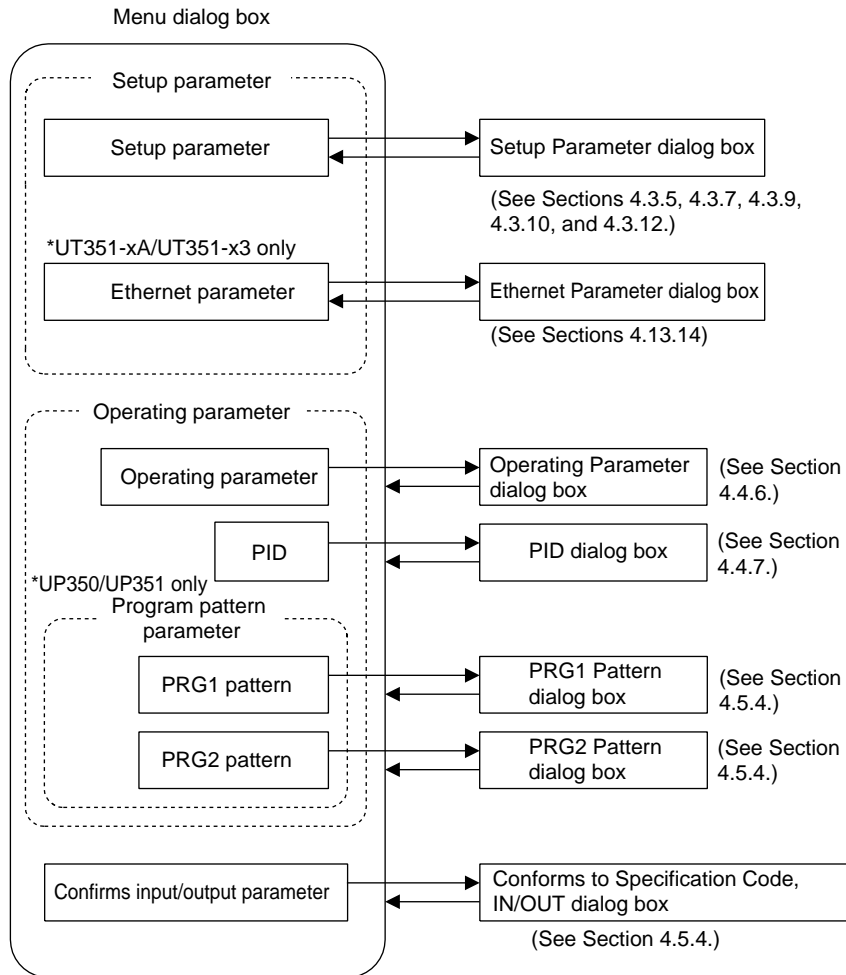 Menu dialog box
Setup parameter
Setup parameter
Setup Parameter dialog box
(See Sections 4.3.5, 4.3.7, 4.3.9,
4.3.10, and 4.3.12.)
*UT351-xA/UT351-x3 only
Ethernet parameter
Ethernet Parameter dialog box
(See Sections 4.13.14)
Operating parameter
Operating parameter
Operating Parameter
dialog box
(See Section
4.4.6.)
PID
PID dialog box
(See Section
4.4.7.)
*UP350/UP351 only
Program pattern
parameter
PRG1 pattern
PRG1 Pattern
dialog box
(See Section
4.5.4.)
PRG2 pattern
PRG2 Pattern
dialog box
(See Section
4.5.4.)
Confirms input/output parameter
Conforms to Specification Code,
IN/OUT dialog box
(See Section 4.5.4.)